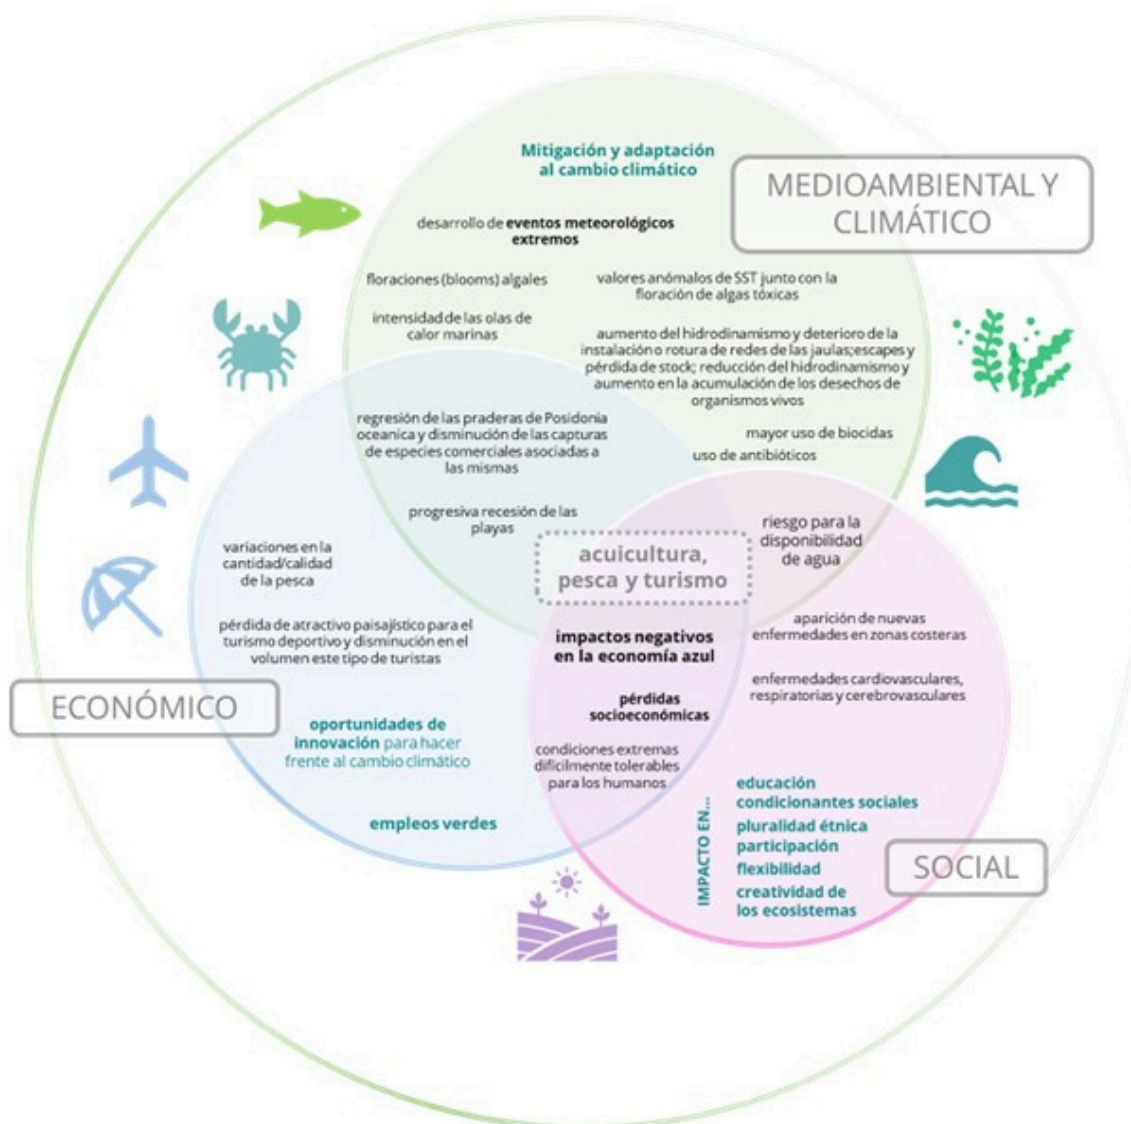 Mitigación y adaptación
al cambio climático
MEDIOAMBIENTAL Y
CLIMÁTICO
desarrollo de eventos meteorológicos
extremos
floraciones (blooms) algales
valores anómalos de SST junto con la
floración de algas tóxicas
intensidad de las olas de
calor marinas
aumento del hidrodinamismo y deterioro de la
instalación o rotura de redes de las jaulas;escapes y
pérdida de stock; reducción del hidrodinamismo y
aumento en la acumulación de los desechos de
organismos vivos
regresión de las praderas de Posidonia
oceanica y disminución de las capturas
de especies comerciales asociadas a
las mismas
mayor uso de biocidas
uso de antibióticos
progresiva recesión de las
playas
riesgo para la
disponibilidad
de agua
variaciones en la
cantidad/calidad
de la pesca
acuicultura,
pesca y turismo
pérdida de atractivo paisajístico para el
turismo deportivo y disminución en el
volumen este tipo de turistas
impactos negativos
en la economía azul
aparición de nuevas
enfermedades en zonas costeras
ECONÓMICO
pérdidas
socioeconómicas
enfermedades cardiovasculares,
respiratorias y cerebrovasculares
oportunidades de
innovación para hacer
frente al cambio climático
condiciones extremas
difícilmente tolerables
para los humanos
empleos verdes
IMPACTO EN...
educación
condicionantes sociales
pluralidad étnica
participación
flexibilidad
creatividad de
los ecosistemas
SOCIAL